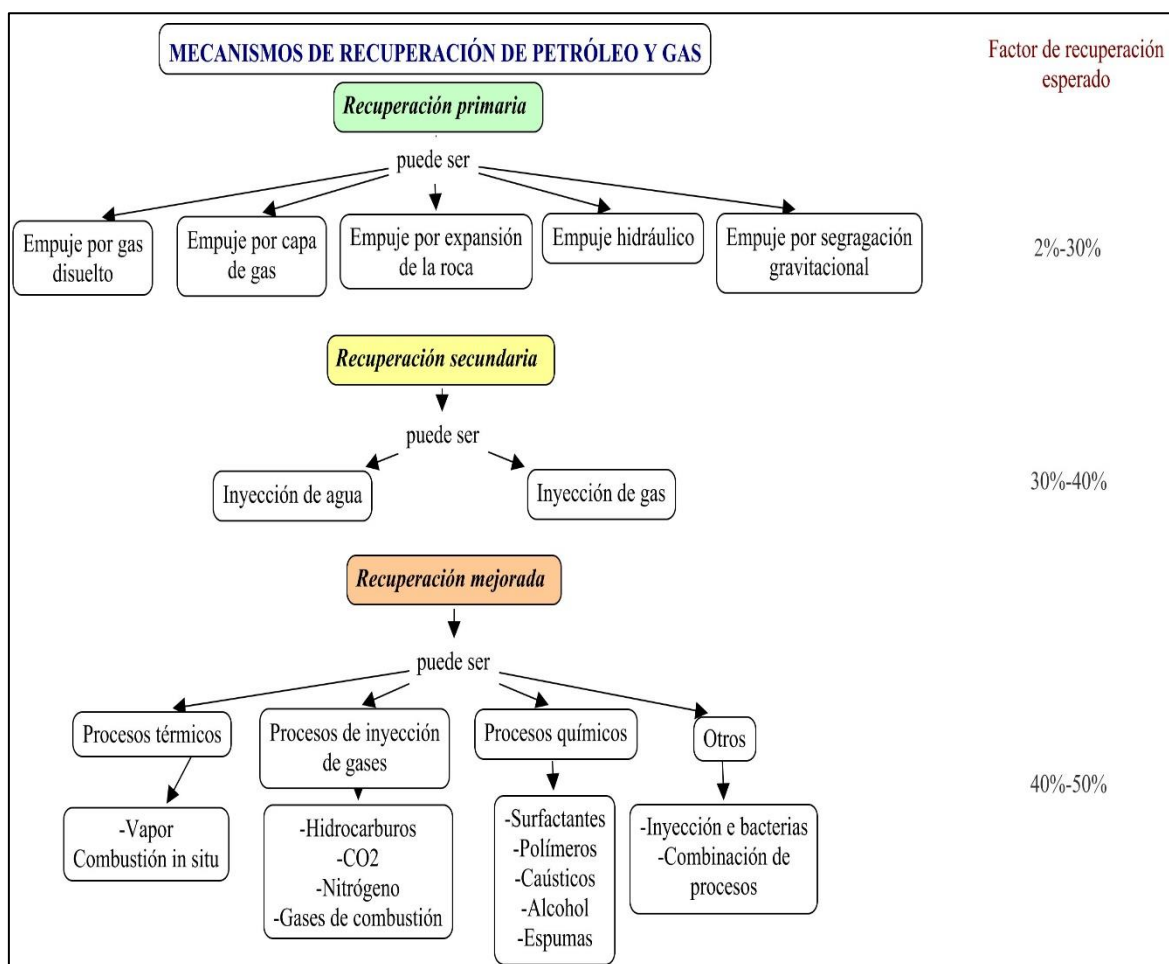 MECANISMOS DE RECUPERACIÓN DE PETRÓLEO Y GAS
Factor de recuperación
esperado
Recuperación primaria
puede ser
Empuje por gas
disuelto
Empuje por capa
de gas
Empuje por expansión
de la roca
Empuje hidráulico
Empuje por segragación
gravitacional
2%-30%
Recuperación secundaria
puede ser
Inyección de agua
Inyección de gas
30%-40%
Recuperación mejorada
puede ser
Procesos térmicos
Procesos de inyección
de gases
Procesos químicos
Otros
40%-50%
-Vapor
Combustión in situ
-Hidrocarburos
-CO2
-Nitrógeno
-Gases de combustión
-Surfactantes
-Polímeros
-Caústicos
-Alcohol
-Espumas
-Inyección e bacterias
-Combinación de
procesos